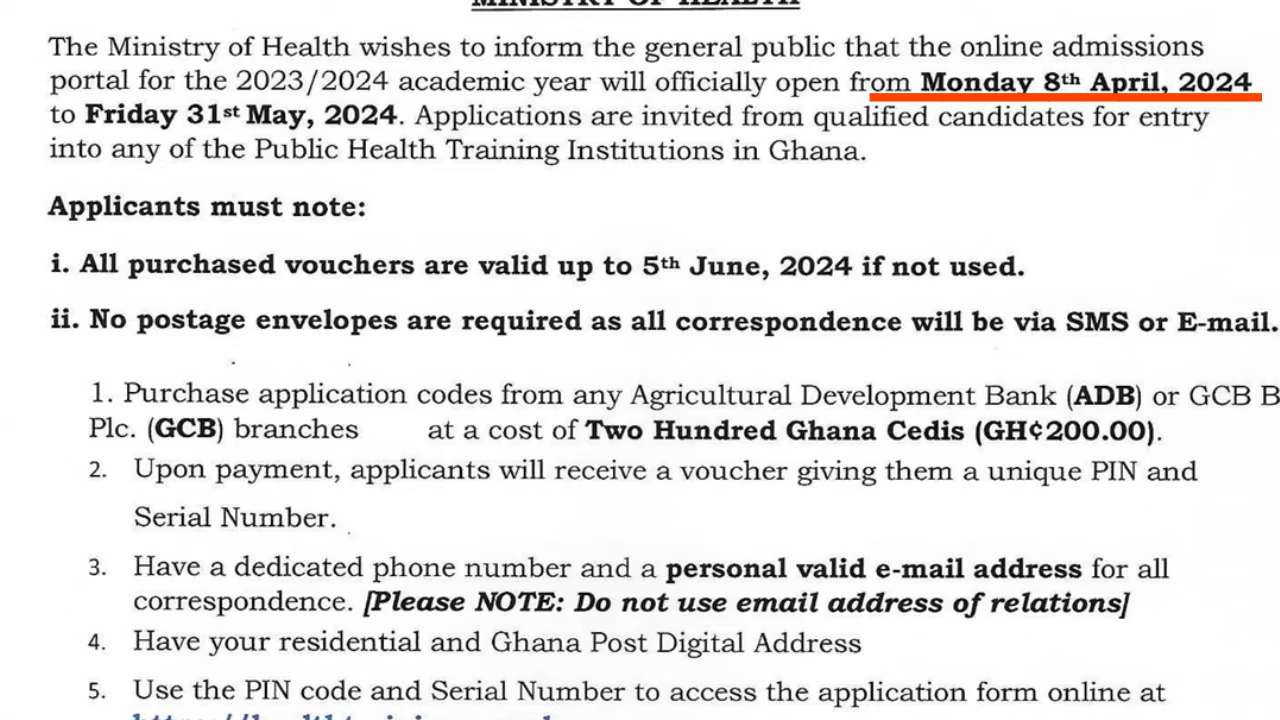 MINISTRY OF HEALTH
The Ministry of Health wishes to inform the general public that the online admissions
portal for the 2023/2024 academic year will officially open from Monday 8th April, 2024
to Friday 31st May, 2024. Applications are invited from qualified candidates for entry
into any of the Public Health Training Institutions in Ghana.
Applicants must note:
i. All purchased vouchers are valid up to 5th June, 2024 if not used.
ii. No postage envelopes are required as all correspondence will be via SMS or E-mail.
1. Purchase application codes from any Agricultural Development Bank (ADB) or GCB B
Plc. (GCB) branches at a cost of Two Hundred Ghana Cedis (GH¢200.00).
2. Upon payment, applicants will receive a voucher giving them a unique PIN and
Serial Number.
3. Have a dedicated phone number and a personal valid e-mail address for all
correspondence. [Please NOTE: Do not use email address of relations]
4. Have your residential and Ghana Post Digital Address
5. Use the PIN code and Serial Number to access the application form online at